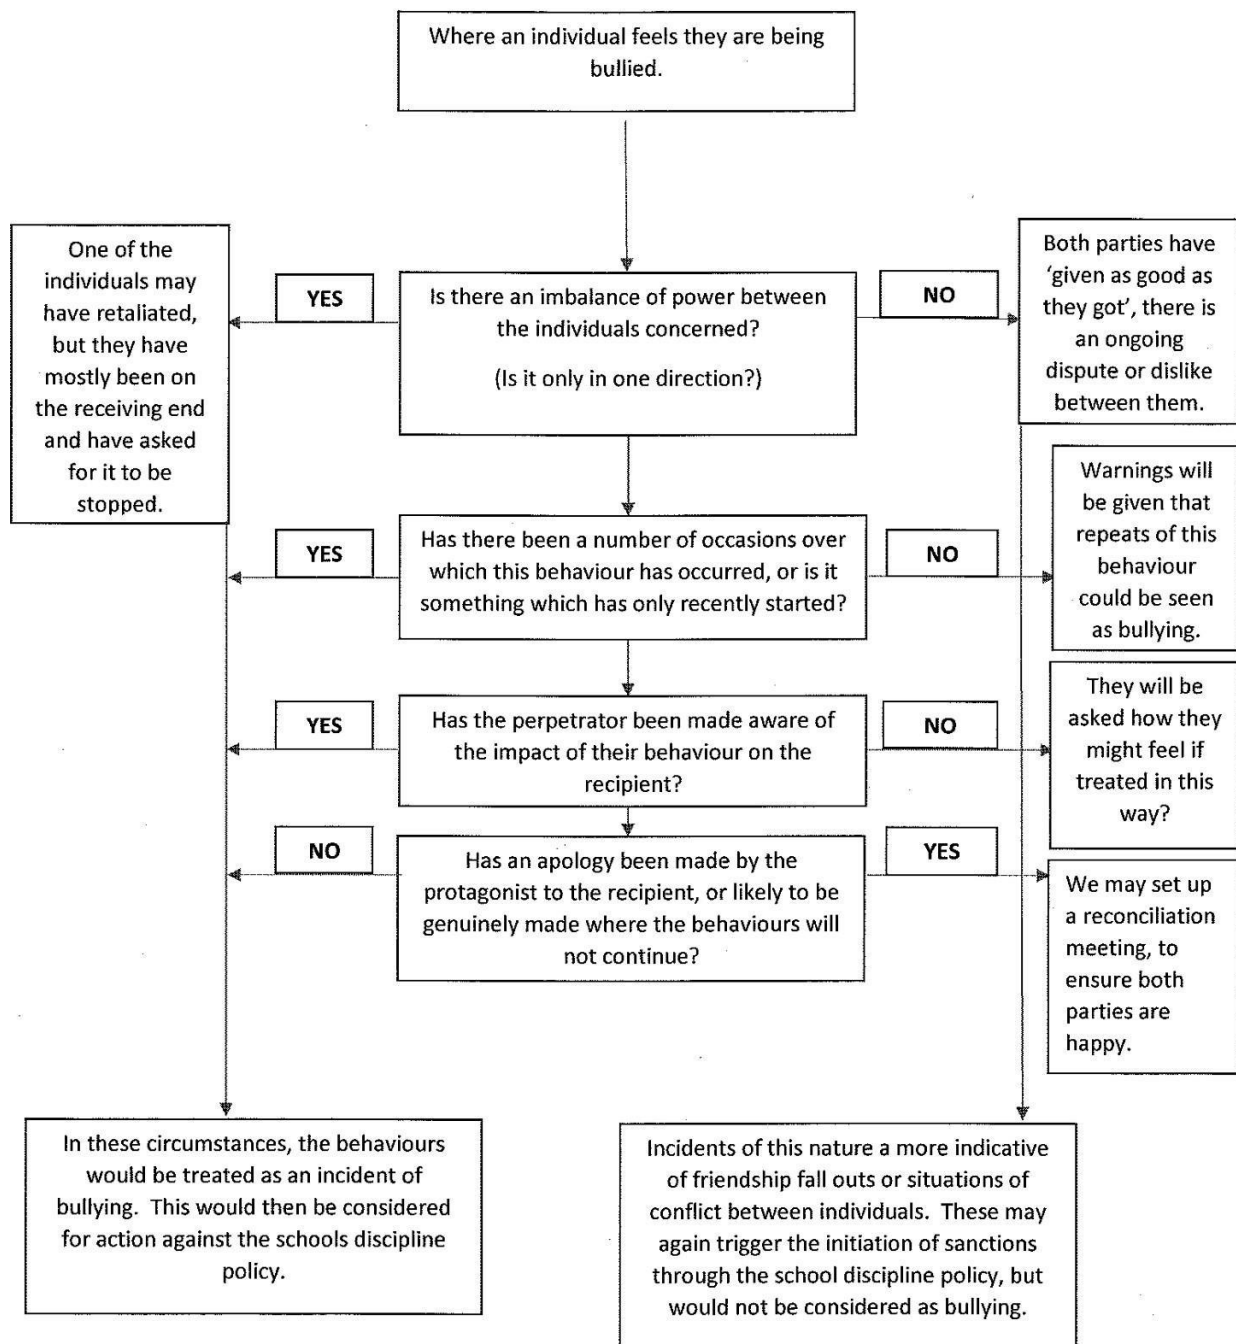 Where an individual feels they are being
bullied.
One of the
individuals may
have retaliated,
but they have
mostly been on
the receiving end
and have asked
for it to be
stopped.
YES
Is there an imbalance of power between
the individuals concerned?
(Is it only in one direction?)
NO
Both parties have
‘given as good as
they got’, there is
an ongoing
dispute or dislike
between them.
YES
Has there been a number of occasions over
which this behaviour has occurred, or is it
something which has only recently started?
NO
Warnings will
be given that
repeats of this
behaviour
could be seen
as bullying.
YES
Has the perpetrator been made aware of
the impact of their behaviour on the
recipient?
NO
They will be
asked how they
might feel if
treated in this
way?
NO
Has an apology been made by the
protagonist to the recipient, or likely to be
genuinely made where the behaviours will
not continue?
YES
We may set up
a reconciliation
meeting, to
ensure both
parties are
happy.
In these circumstances, the behaviours
would be treated as an incident of
bullying.  This would then be considered
for action against the schools discipline
policy.
Incidents of this nature a more indicative
of friendship fall outs or situations of
conflict between individuals.  These may
again trigger the initiation of sanctions
through the school discipline policy, but
would not be considered as bullying.